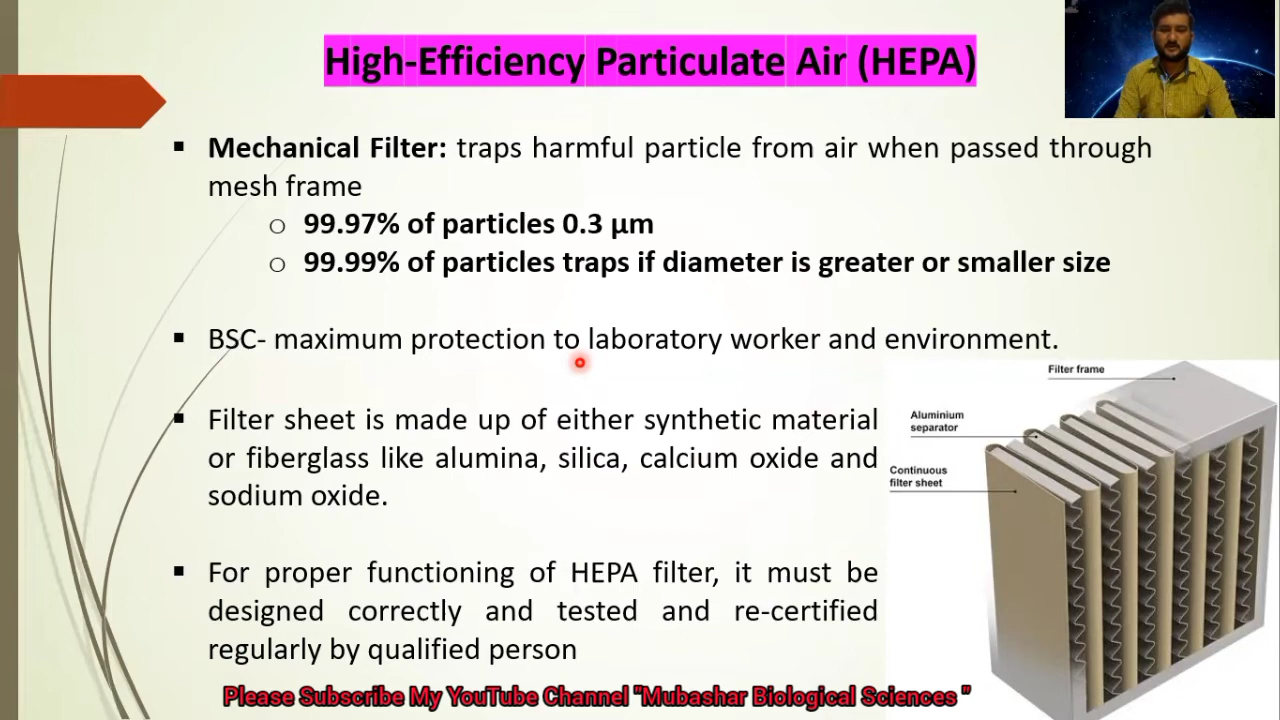 High-Efficiency Particulate Air (HEPA)
Mechanical Filter: traps harmful particle from air when passed through
mesh frame
99.97% of particles 0.3 µm
99.99% of particles traps if diameter is greater or smaller size
BSC- maximum protection to laboratory worker and environment.
Filter sheet is made up of either synthetic material
or fiberglass like alumina, silica, calcium oxide and
sodium oxide.
For proper functioning of HEPA filter, it must be
designed correctly and tested and re-certified
regularly by qualified person
Filter frame
Aluminium
separator
Continuous
filter sheet
Please Subscribe My YouTube Channel "Mubashar Biological Sciences "